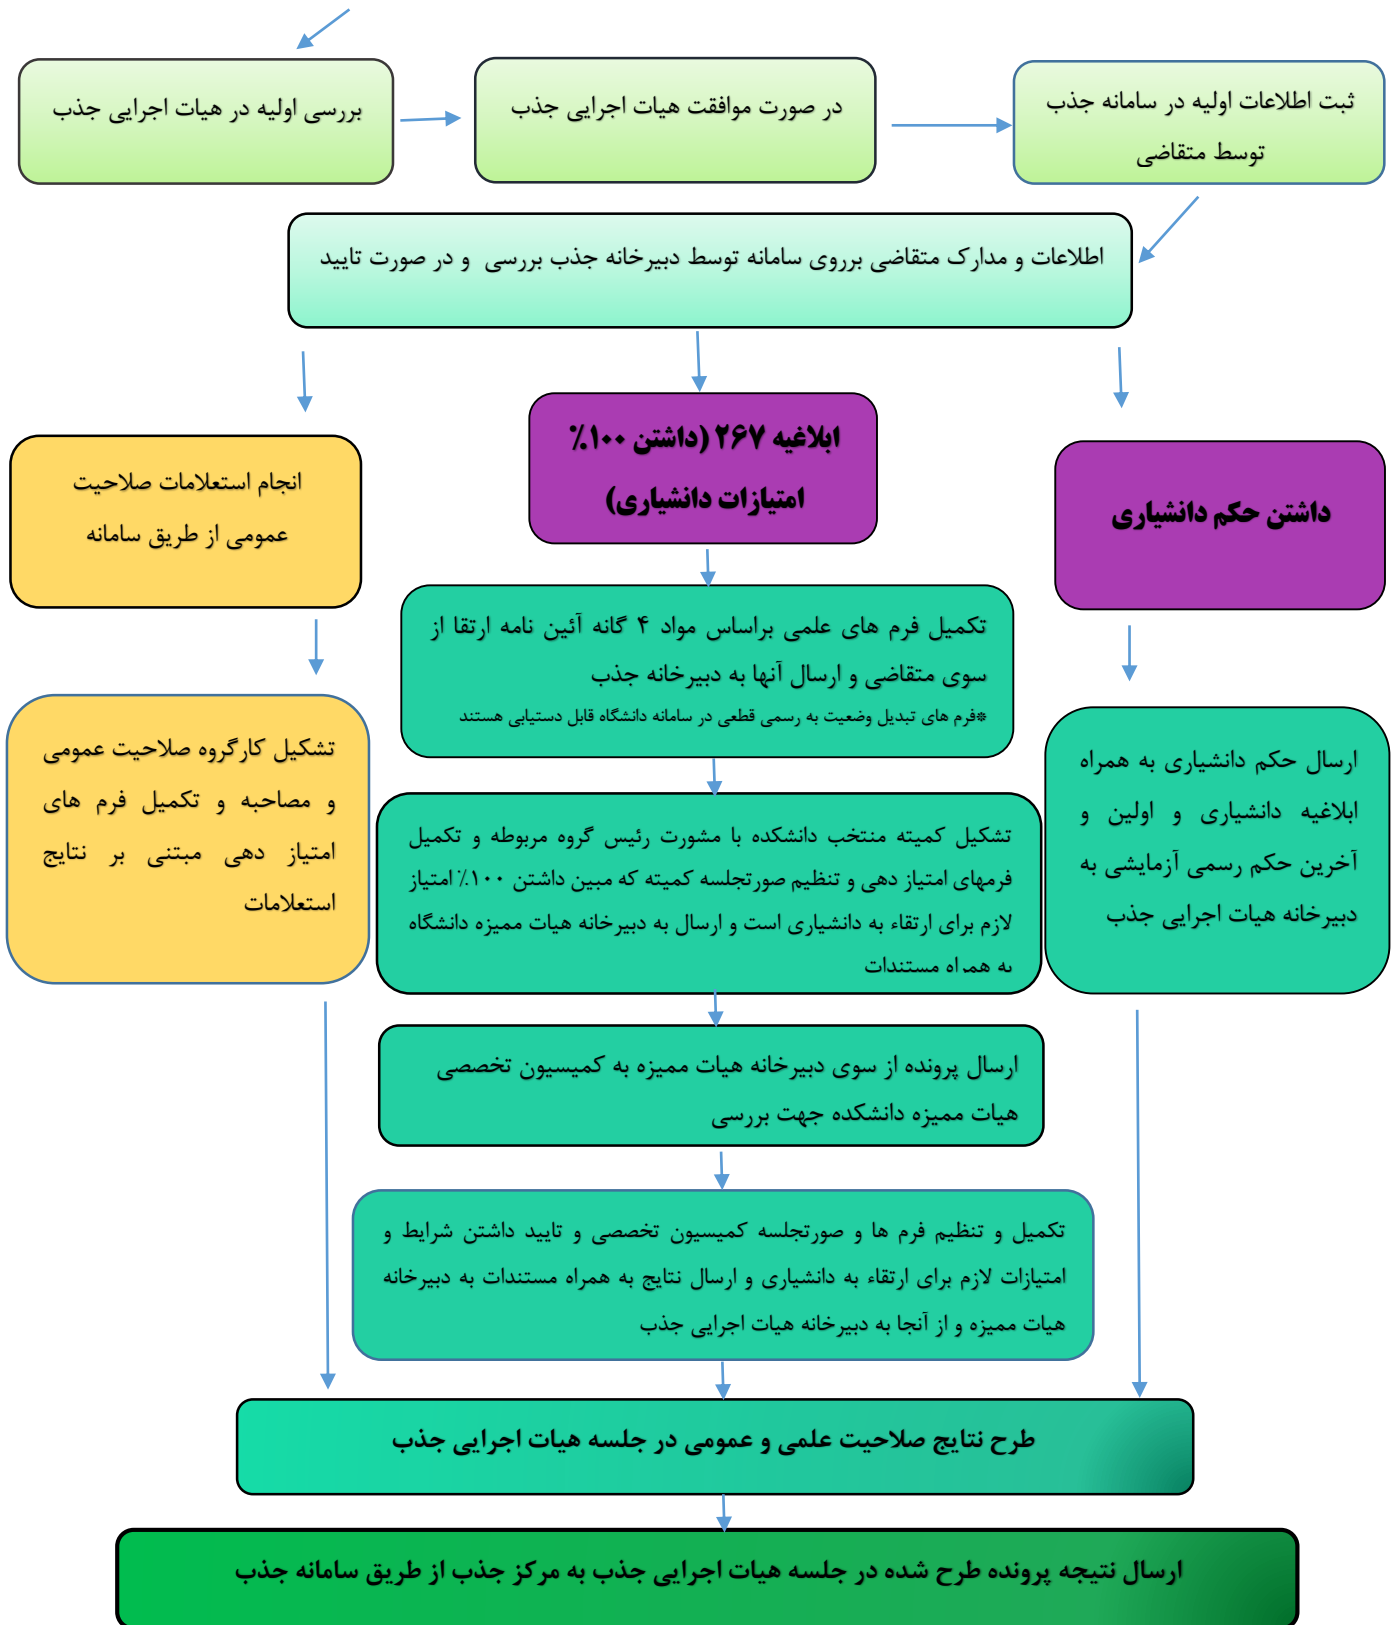 بررسی اولیه در هیات اجرایی جذب
در صورت موافقت هیات اجرایی جذب
ثبت اطلاعات اولیه در سامانه جذب
توسط متقاضی
اطلاعات و مدارک متقاضی برروی سامانه توسط دبیرخانه جذب بررسی و در صورت تایید
داشتن حکم دانشیاری
ارسال حکم دانشیاری به همراه
ابلاغیه دانشیاری و اولین و
آخرین حکم رسمی آزمایشی به
دبیرخانه هیات اجرایی جذب
ابلاغیه ۲۶۷ (داشتن ۱۰۰٪
امتیازات دانشیاری)
تکمیل فرم های علمی براساس مواد ۴ گانه آئین نامه ارتقا از
سوی متقاضی و ارسال آنها به دبیرخانه جذب
*فرم های تبدیل وضعیت به رسمی قطعی در سامانه دانشگاه قابل دستیابی هستند
تشکیل کمیته منتخب دانشکده با مشورت رئیس گروه مربوطه و تکمیل
فرمهای امتیاز دهی و تنظیم صورتجلسه کمیته که مبین داشتن ۱۰۰٪ امتیاز
لازم برای ارتقاء به دانشیاری است و ارسال به دبیرخانه هیات ممیزه دانشگاه
به همراه مستندات
ارسال پرونده از سوی دبیرخانه هیات ممیزه به کمیسیون تخصصی
هیات ممیزه دانشکده جهت بررسی
تکمیل و تنظیم فرم ها و صورتجلسه کمیسیون تخصصی و تایید داشتن شرایط و
امتیازات لازم برای ارتقاء به دانشیاری و ارسال نتایج به همراه مستندات به دبیرخانه
هیات ممیزه و از آنجا به دبیرخانه هیات اجرایی جذب
انجام استعلامات صلاحیت
عمومی از طریق سامانه
تشکیل کارگروه صلاحیت عمومی
و مصاحبه و تکمیل فرم های
امتیاز دهی مبتنی بر نتایج
استعلامات
طرح نتایج صلاحیت علمی و عمومی در جلسه هیات اجرایی جذب
ارسال نتیجه پرونده طرح شده در جلسه هیات اجرایی جذب به مرکز جذب از طریق سامانه جذب